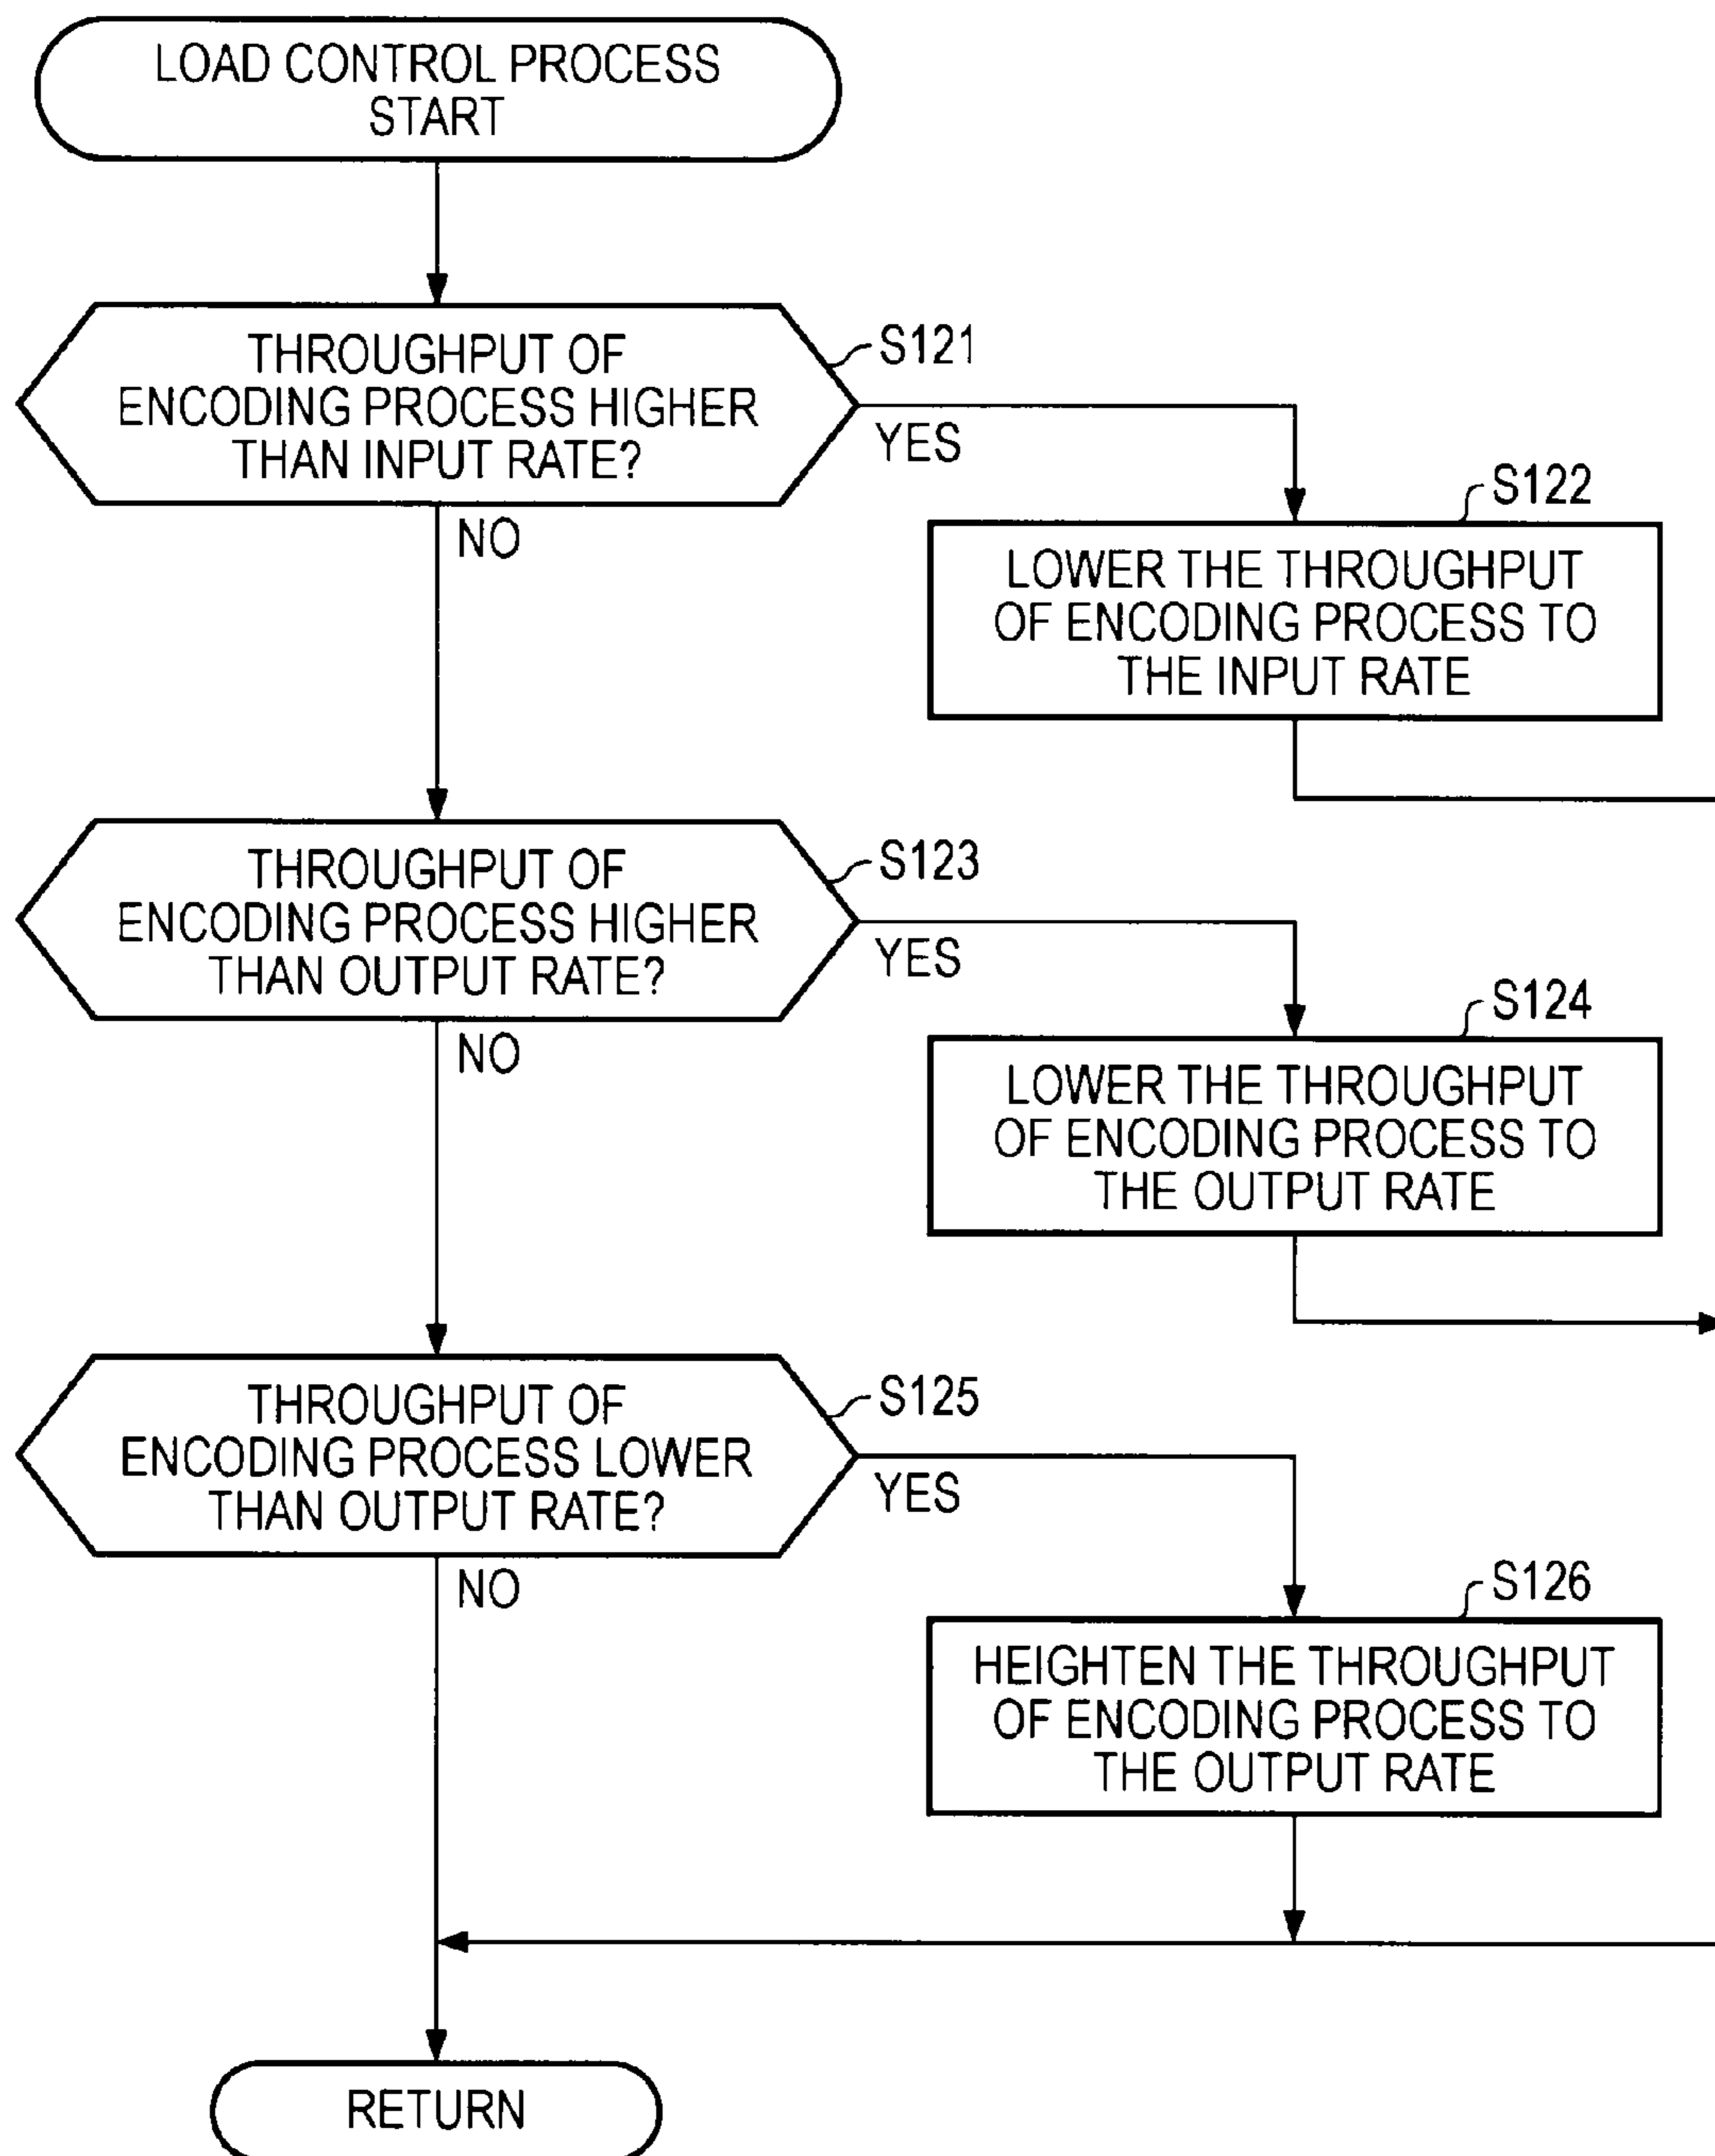 LOAD CONTROL PROCESS
START
THROUGHPUT OF
ENCODING PROCESS HIGHER
THAN INPUT RATE?
S121
YES
NO
S122
LOWER THE THROUGHPUT
OF ENCODING PROCESS TO
THE INPUT RATE
THROUGHPUT OF
ENCODING PROCESS HIGHER
THAN OUTPUT RATE?
S123
YES
NO
S124
LOWER THE THROUGHPUT
OF ENCODING PROCESS TO
THE OUTPUT RATE
THROUGHPUT OF
ENCODING PROCESS LOWER
THAN OUTPUT RATE?
S125
YES
NO
S126
HEIGHTEN THE THROUGHPUT
OF ENCODING PROCESS TO
THE OUTPUT RATE
RETURN